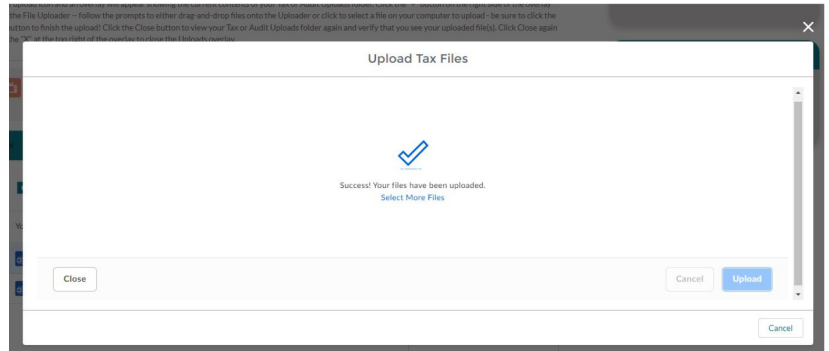 upload icon and an overlay will appear showing the current contents of your Tax or Audit Uploads folder. Click the "+" button on the right side of the overlay
the File Uploader -- follow the prompts to either drag-and-drop files onto the Uploader or click to select a file on your computer to upload - be sure to click the
button to finish the upload! Click the Close button to view your Tax or Audit Uploads folder again and verify that you see your uploaded file(s). Click Close again
the "X" at the top right of the overlay to close the Uploads overlay
Upload Tax Files
Success! Your files have been uploaded.
Select More Files
Close
Cancel
Upload
Cancel